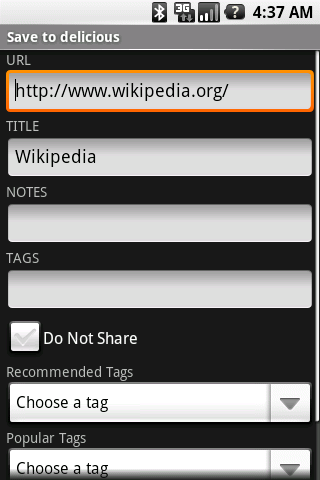 3G 4:37 AM
Save to delicious
URL
http://www.wikipedia.org/
TITLE
Wikipedia
NOTES
TAGS
Do Not Share
Recommended Tags
Choose a tag
Popular Tags
Choose a tag